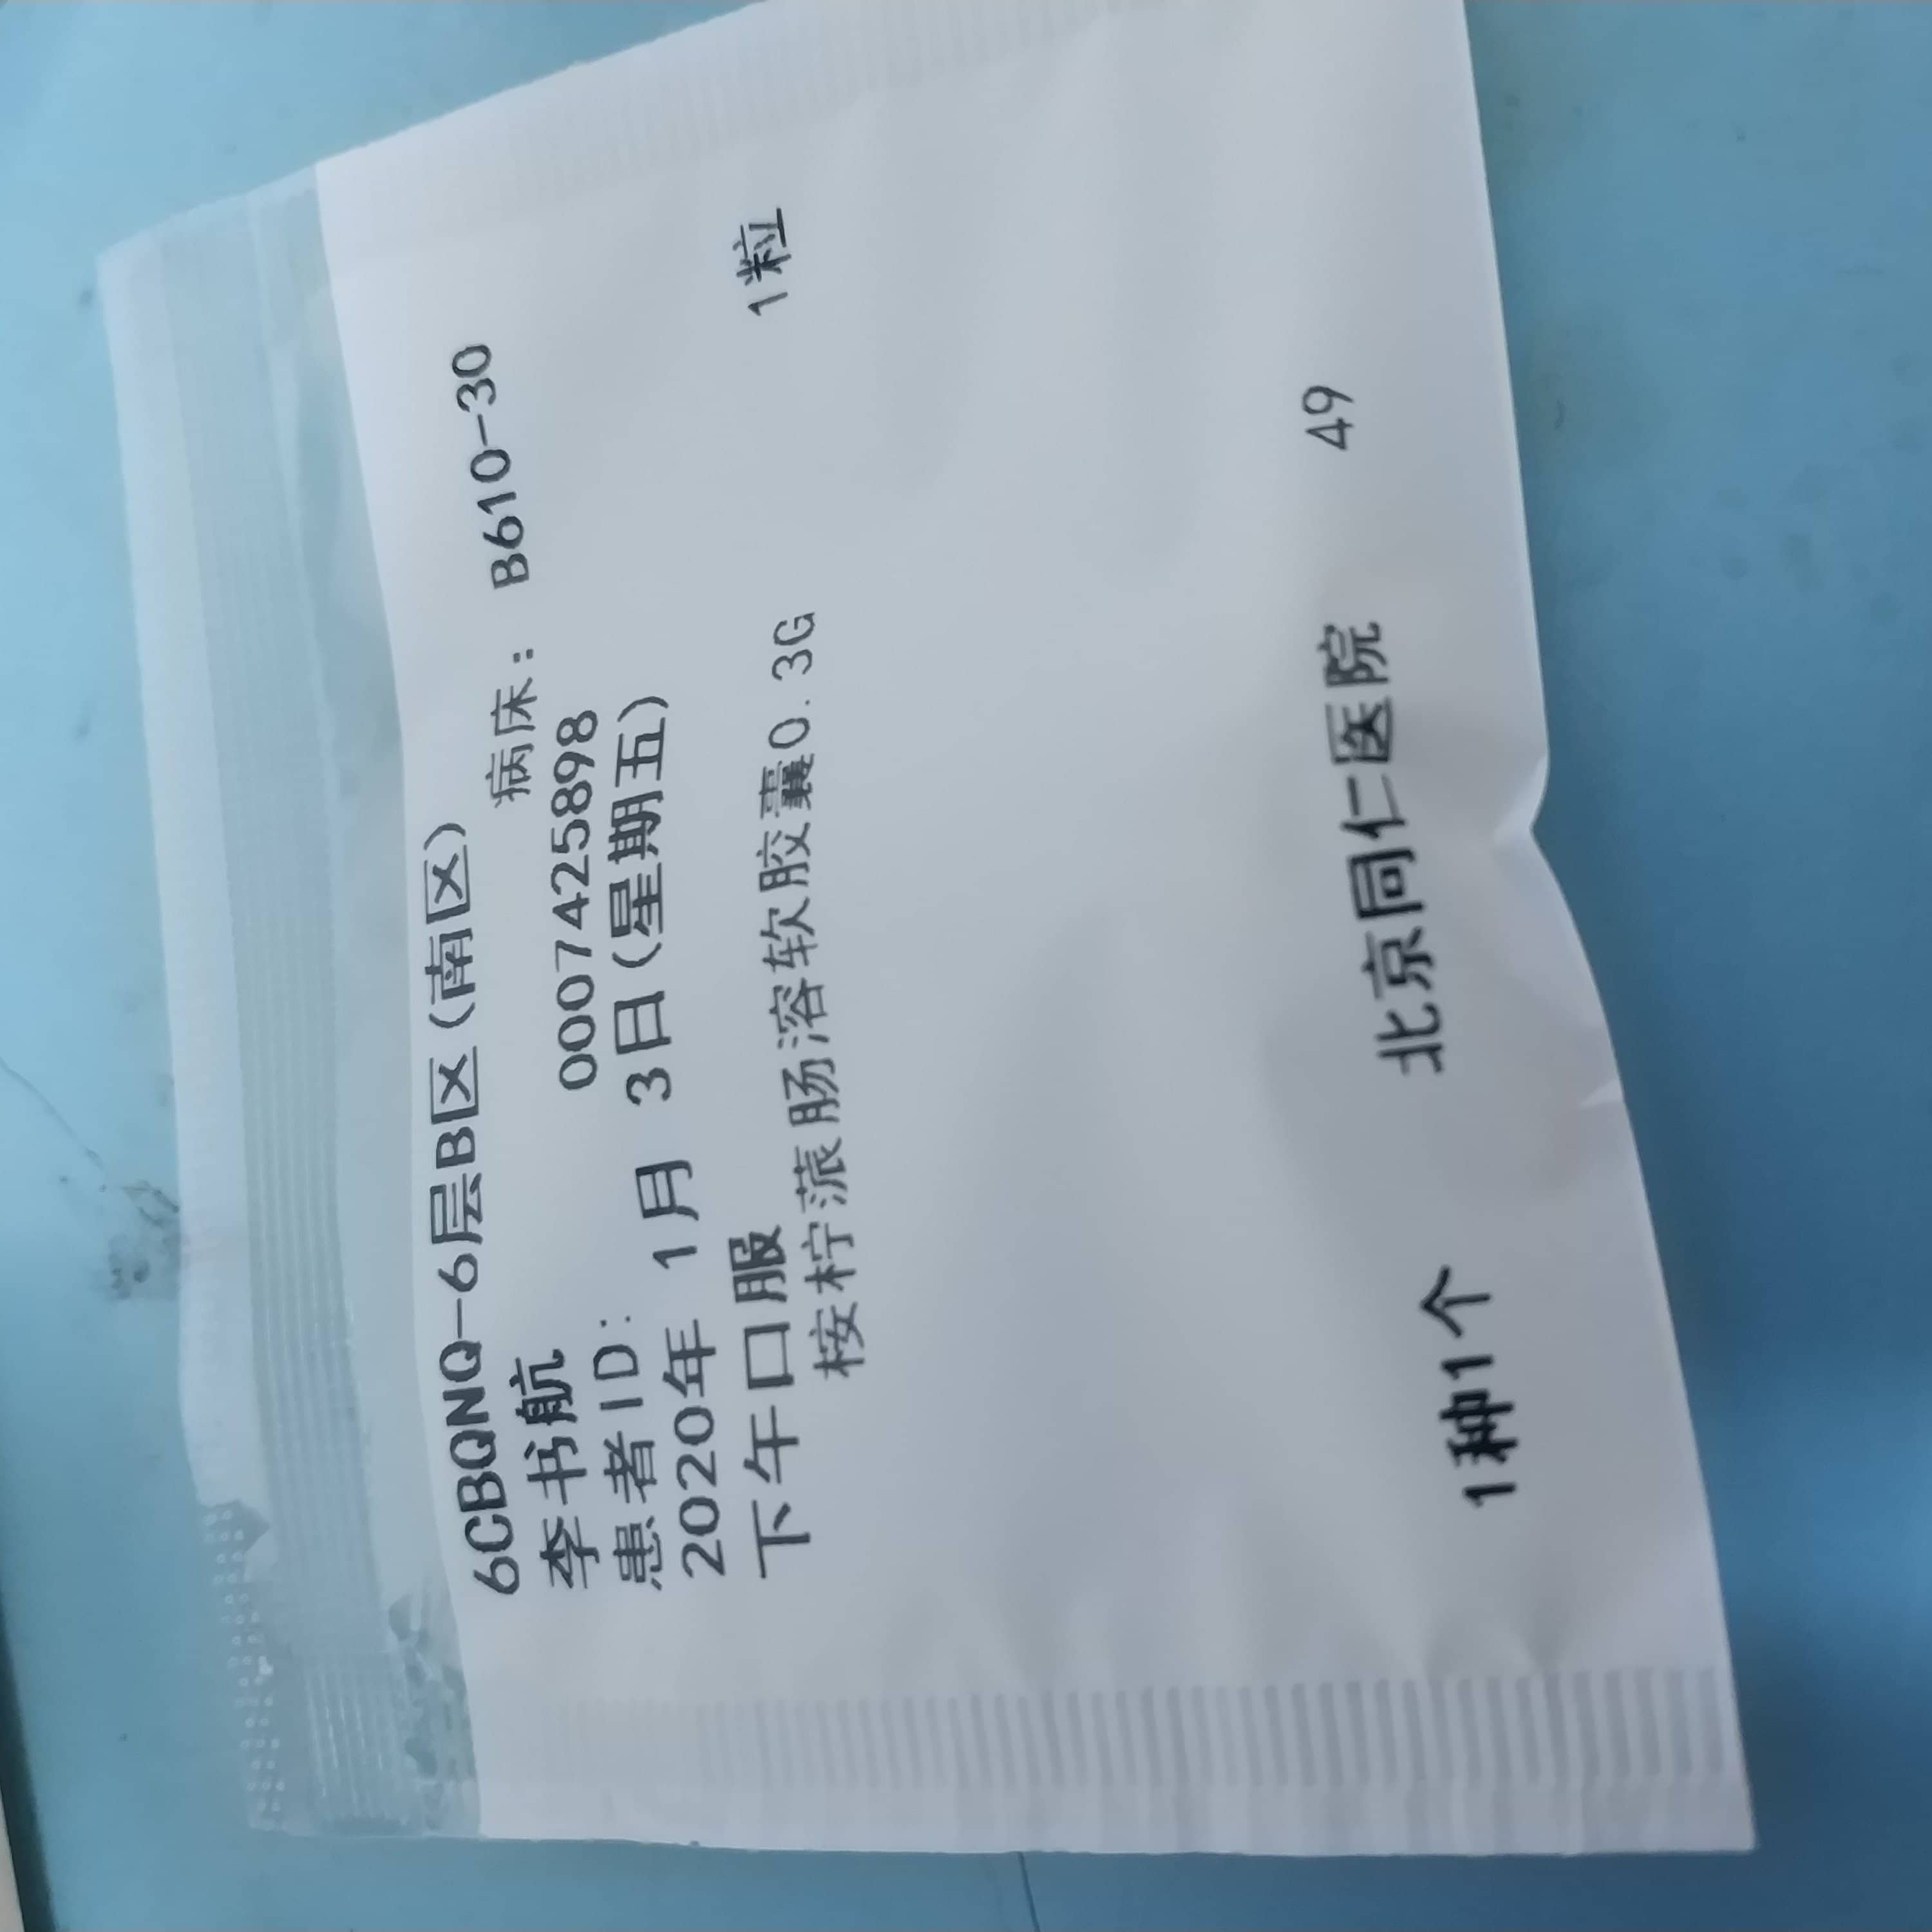 6CBQNQ-6层B区(南区)
李书航 病床: B610-30
患者ID: 0007425898
2020年 1月 3日(星期五)
下午口服
桉柠蒎肠溶软胶囊0.3G 1粒
1种1个 北京同仁医院 49